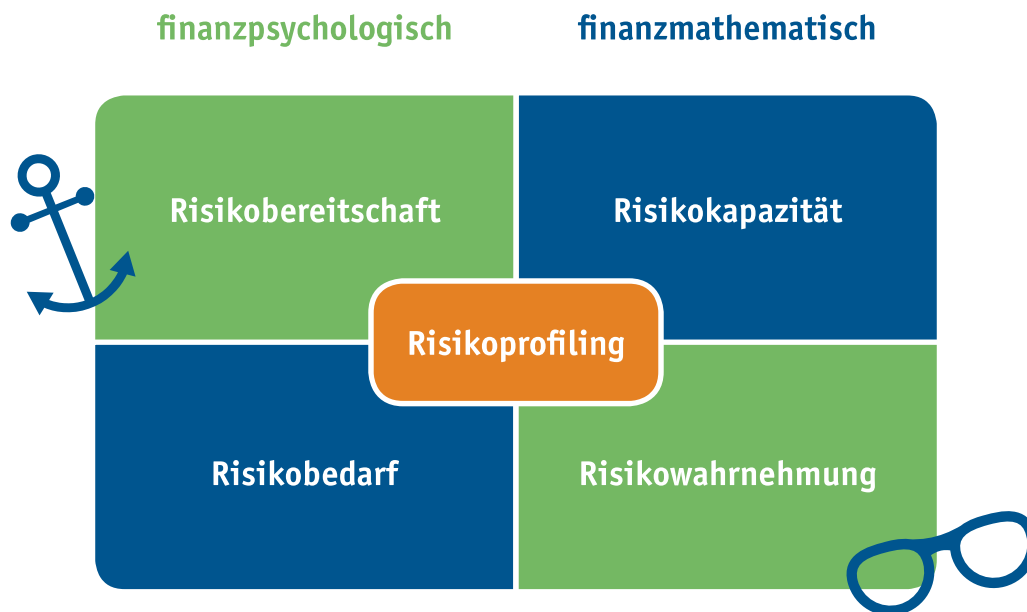 finanzpsychologisch
finanzmathematisch
Risikobereitschaft
Risikokapazität
Risikoprofiling
Risikobedarf
Risikowahrnehmung